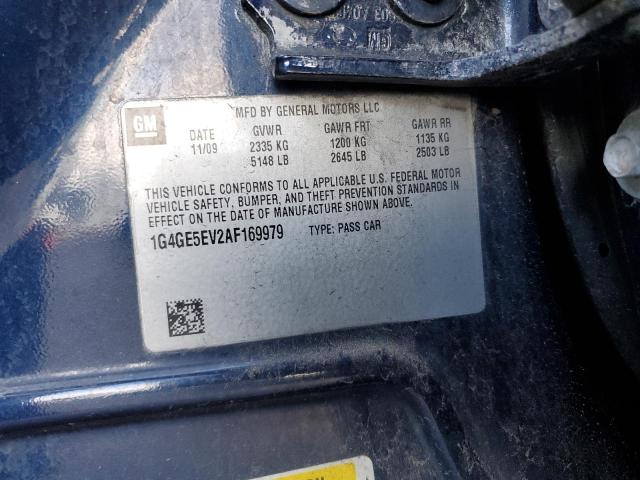 GM
MFD BY GENERAL MOTORS LLC
DATE GVWR GAWR FRT GAWR RR
11/09 2335 KG 1200 KG 1135 KG
5148 LB 2645 LB 2503 LB
THIS VEHICLE CONFORMS TO ALL APPLICABLE U.S. FEDERAL MOTOR
VEHICLE SAFETY, BUMPER, AND THEFT PREVENTION STANDARDS IN
EFFECT ON THE DATE OF MANUFACTURE SHOWN ABOVE.
1G4GE5EV2AF169979 TYPE: PASS CAR